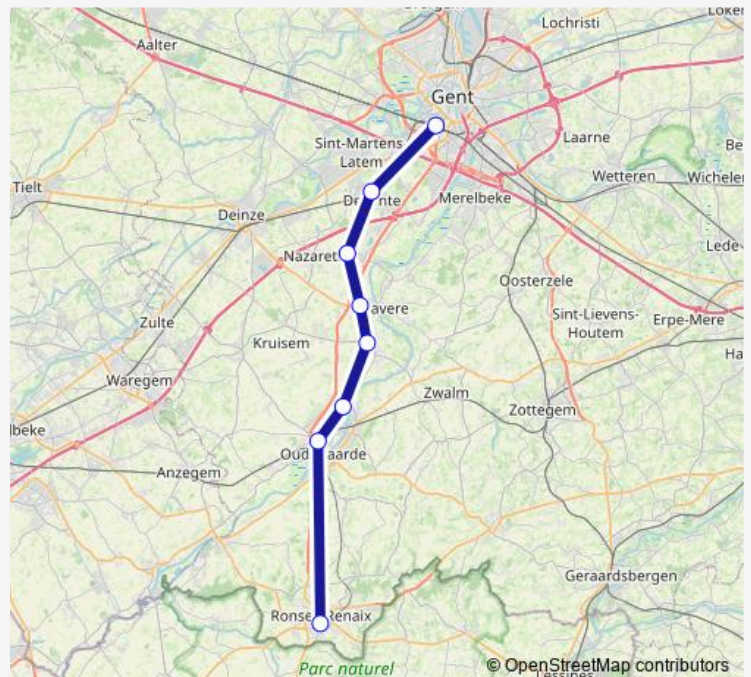 Lochristi
Aalter
Gent
Sint-Martens
Latem
Laarne
Wetteren
Tielt
Deinze
Merelbeke
Nazaret
Oosterzele
Sint-Lievens-
Houtem
Erpe-Mere
Zulte
Kruisem
Waregem
Zwalm
Zottegem
Anzegem
Geraardsbergen
Parc naturel
© OpenStreetMap contributors